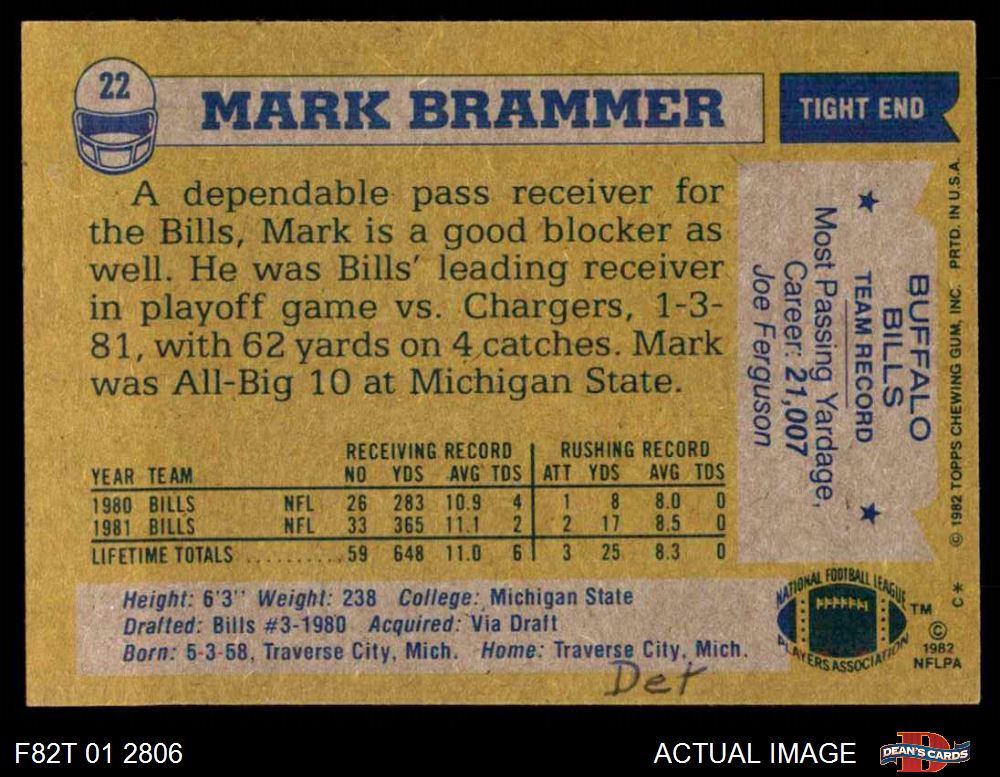 22
MARK BRAMMER
TIGHT END
A dependable pass receiver for
the Bills, Mark is a good blocker as
well. He was Bills' leading receiver
in playoff game vs. Chargers, 1-3-
81, with 62 yards on 4 catches. Mark
was All-Big 10 at Michigan State.
BUFFALO
BILLS
★ TEAM RECORD ★
Most Passing Yardage,
Career: 21,007
Joe Ferguson
© 1982 TOPPS CHEWING GUM, INC. PRTD. IN U.S.A.
C*
RECEIVING RECORD RUSHING RECORD
YEAR TEAM NO YDS AVG TDS ATT YDS AVG TDS
1980 BILLS NFL 26 283 10.9 4 1 8 8.0 0
1981 BILLS NFL 33 365 11.1 2 2 17 8.5 0
LIFETIME TOTALS ..........59 648 11.0 6 3 25 8.3 0
Height: 6'3" Weight: 238 College: Michigan State
Drafted: Bills #3-1980 Acquired: Via Draft
Born: 5-3-58, Traverse City, Mich. Home: Traverse City, Mich.
NATIONAL FOOTBALL LEAGUE
PLAYERS ASSOCIATION
TM
©
1982
NFLPA
Det
F82T 01 2806
ACTUAL IMAGE
DEAN'S CARDS